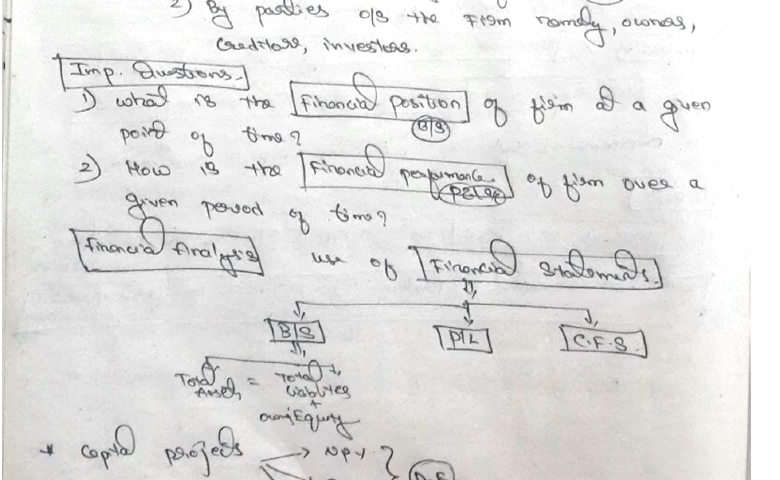 2) By parties o/s the Firm namely, owners,
Creditors, investors.
Imp. Questions.
1) what is the Financial position of firm at a given
B/S
point of time?
2) How is the Financial performance of firm over a
given period of time?
Financial Analysis use of Financial Statements.
B/S P/L C.F.S.
Total Assets = Total Liabilities
+
Equity
* Capital projects → NPV